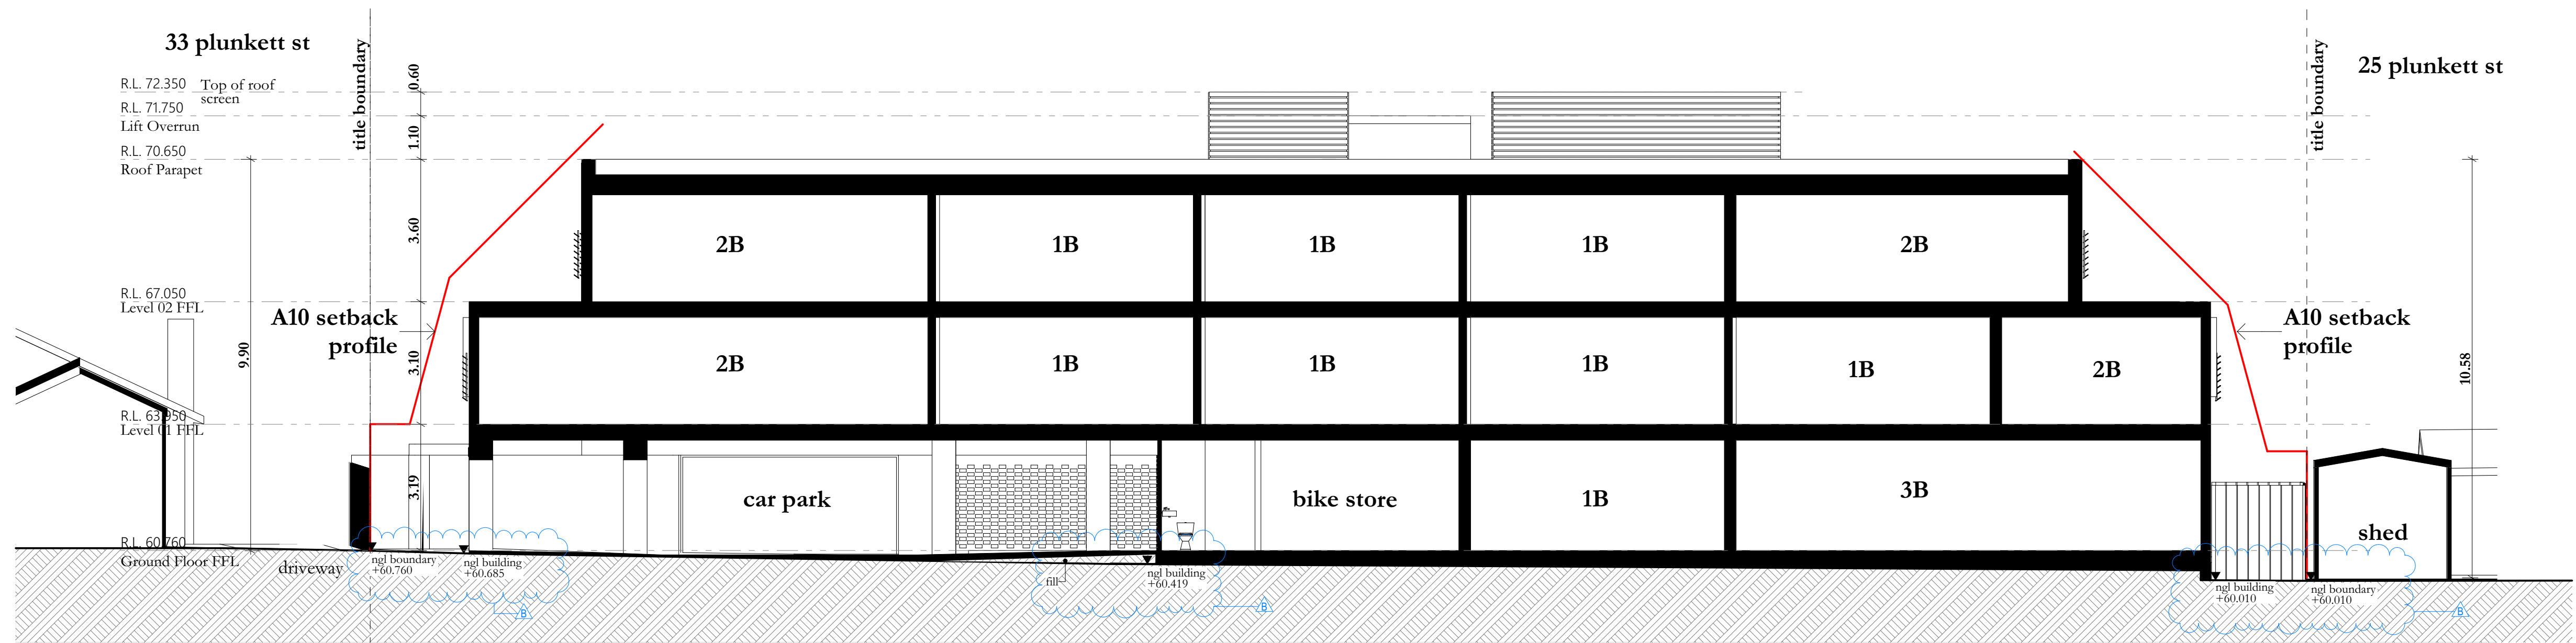 33 plunkett st
title boundary
25 plunkett st
title boundary
R.L. 72.350 Top of roof
screen
0.60
R.L. 71.750
Lift Overrun
1.10
R.L. 70.650
Roof Parapet
3.60
2B 1B 1B 1B 2B
R.L. 67.050
Level 02 FFL
A10 setback
profile
A10 setback
profile
9.90
3.10
10.58
2B 1B 1B 1B 1B 2B
R.L. 63.950
Level 01 FFL
3.19
car park
bike store
1B
3B
shed
R.L. 60.760
Ground Floor FFL
driveway
ngl boundary
+60.760
ngl building
+60.685
B
fill
ngl building
+60.419
B
ngl building
+60.010
ngl boundary
+60.010
B